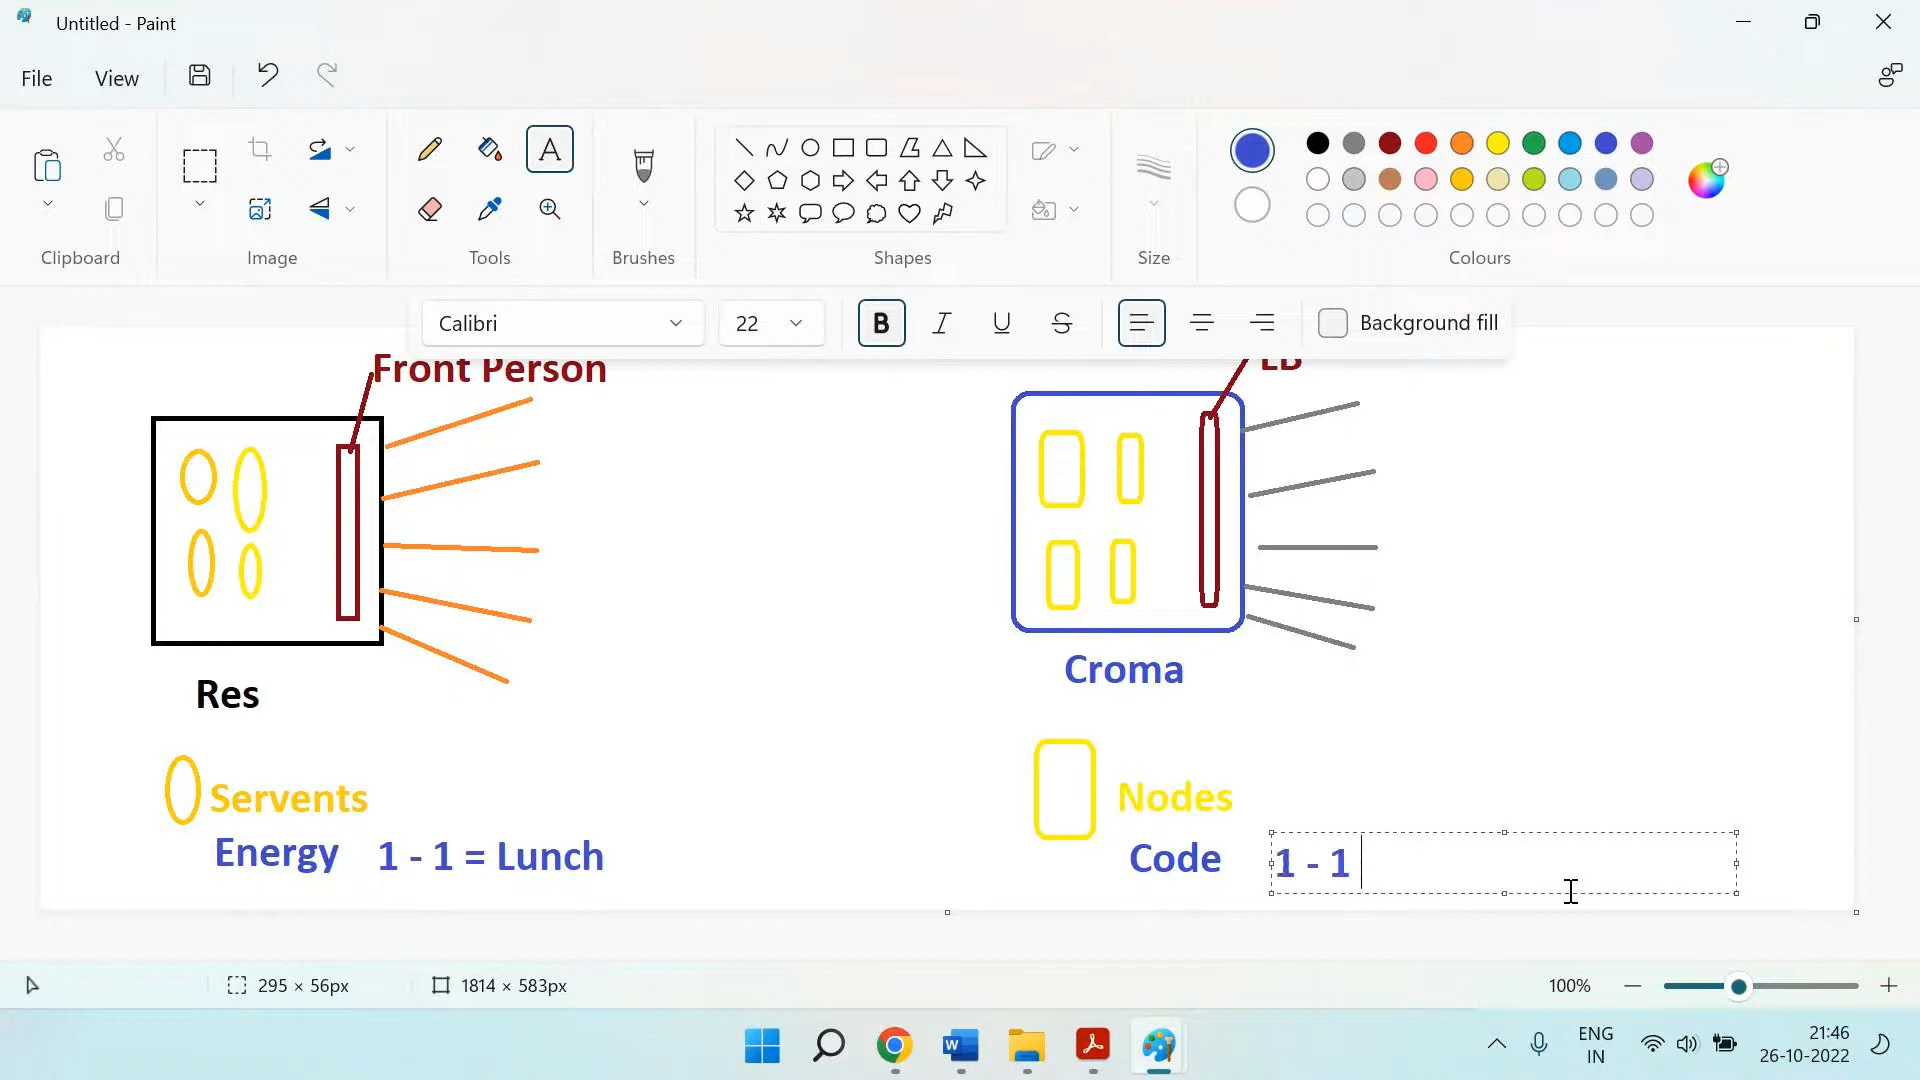 Untitled - Paint
File View
Clipboard Image Tools Brushes Shapes Size Colours
Calibri 22 B I U S Background fill
Front Person LB
Res Croma
Servents Nodes
Energy 1 - 1 = Lunch Code 1 - 1
295 × 56px 1814 × 583px 100%
ENG 21:46
IN 26-10-2022